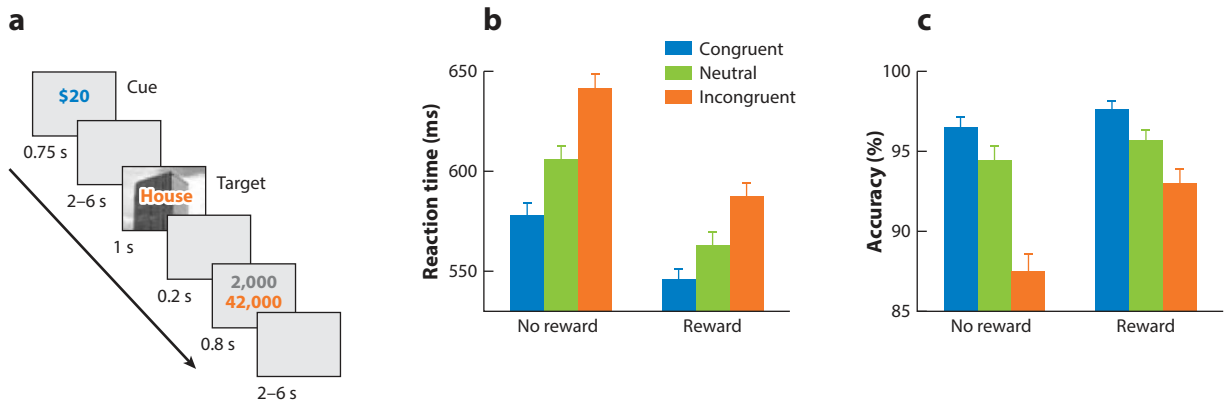 a
$20
Cue
0.75 s
2–6 s
House
Target
1 s
0.2 s
2,000
42,000
0.8 s
2–6 s
b
Congruent
Neutral
Incongruent
Reaction time (ms)
650
600
550
No reward
Reward
c
Accuracy (%)
100
95
90
85
No reward
Reward